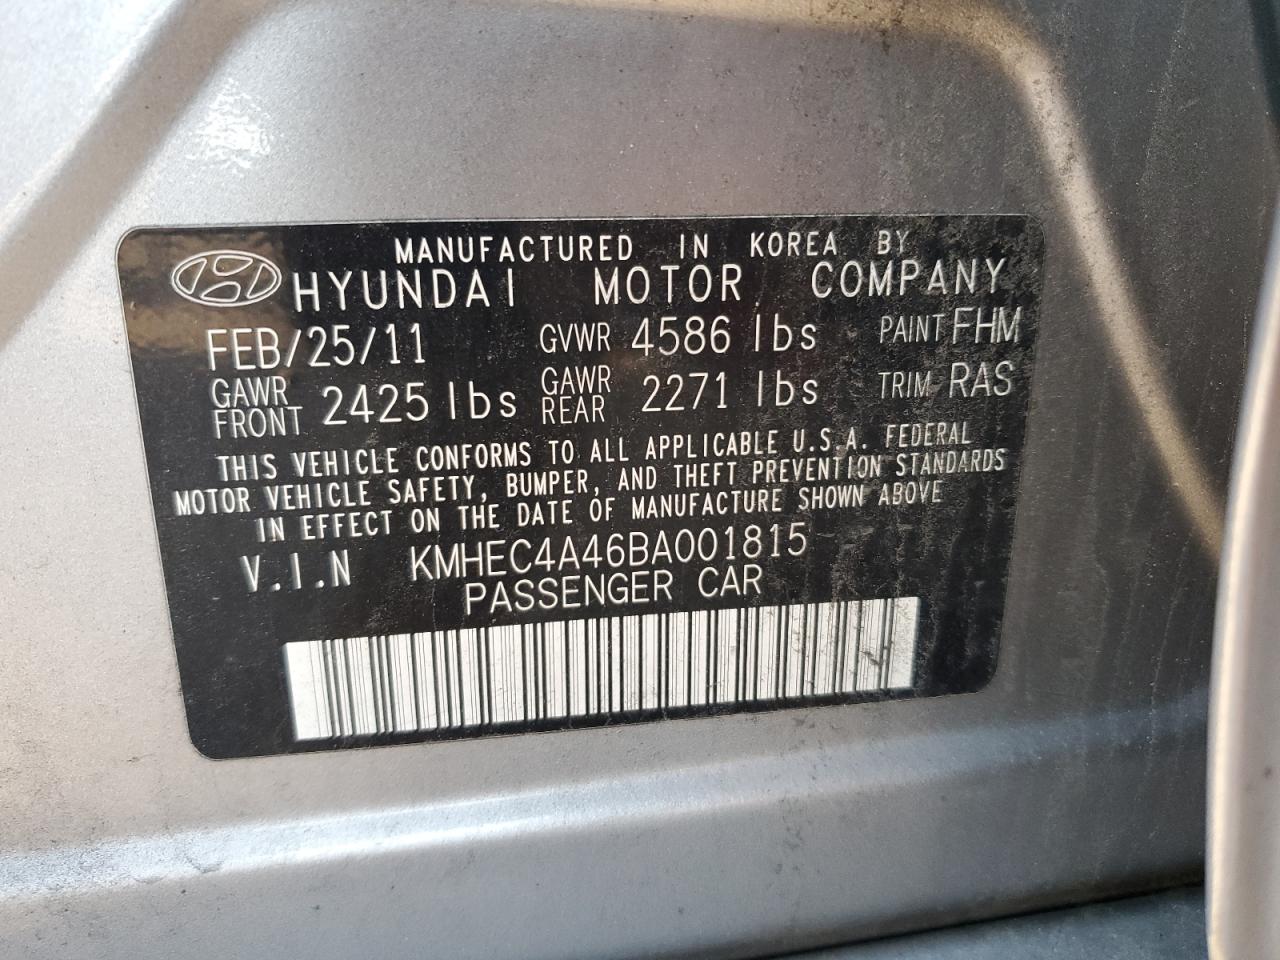 MANUFACTURED IN KOREA BY
HYUNDAI MOTOR COMPANY
FEB/25/11 GVWR 4586 lbs PAINT FHM
GAWR FRONT 2425 lbs GAWR REAR 2271 lbs TRIM RAS
THIS VEHICLE CONFORMS TO ALL APPLICABLE U.S.A. FEDERAL
MOTOR VEHICLE SAFETY, BUMPER, AND THEFT PREVENTION STANDARDS
IN EFFECT ON THE DATE OF MANUFACTURE SHOWN ABOVE
V.I.N KMHEC4A46BA001815
PASSENGER CAR